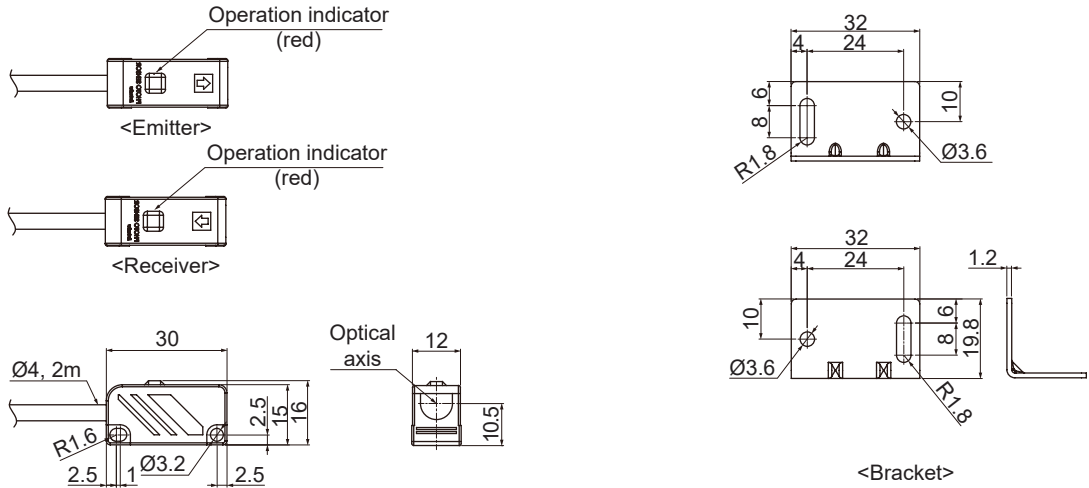 Operation indicator
(red)
<Emitter>
Operation indicator
(red)
<Receiver>
30
Ø4, 2m
R1.6
Ø3.2
2.5
1
2.5
2.5
15
16
Optical
axis
12
10.5
32
4
24
6
8
10
R1.8
Ø3.6
32
4
24
1.2
10
6
8
19.8
Ø3.6
R1.8
<Bracket>